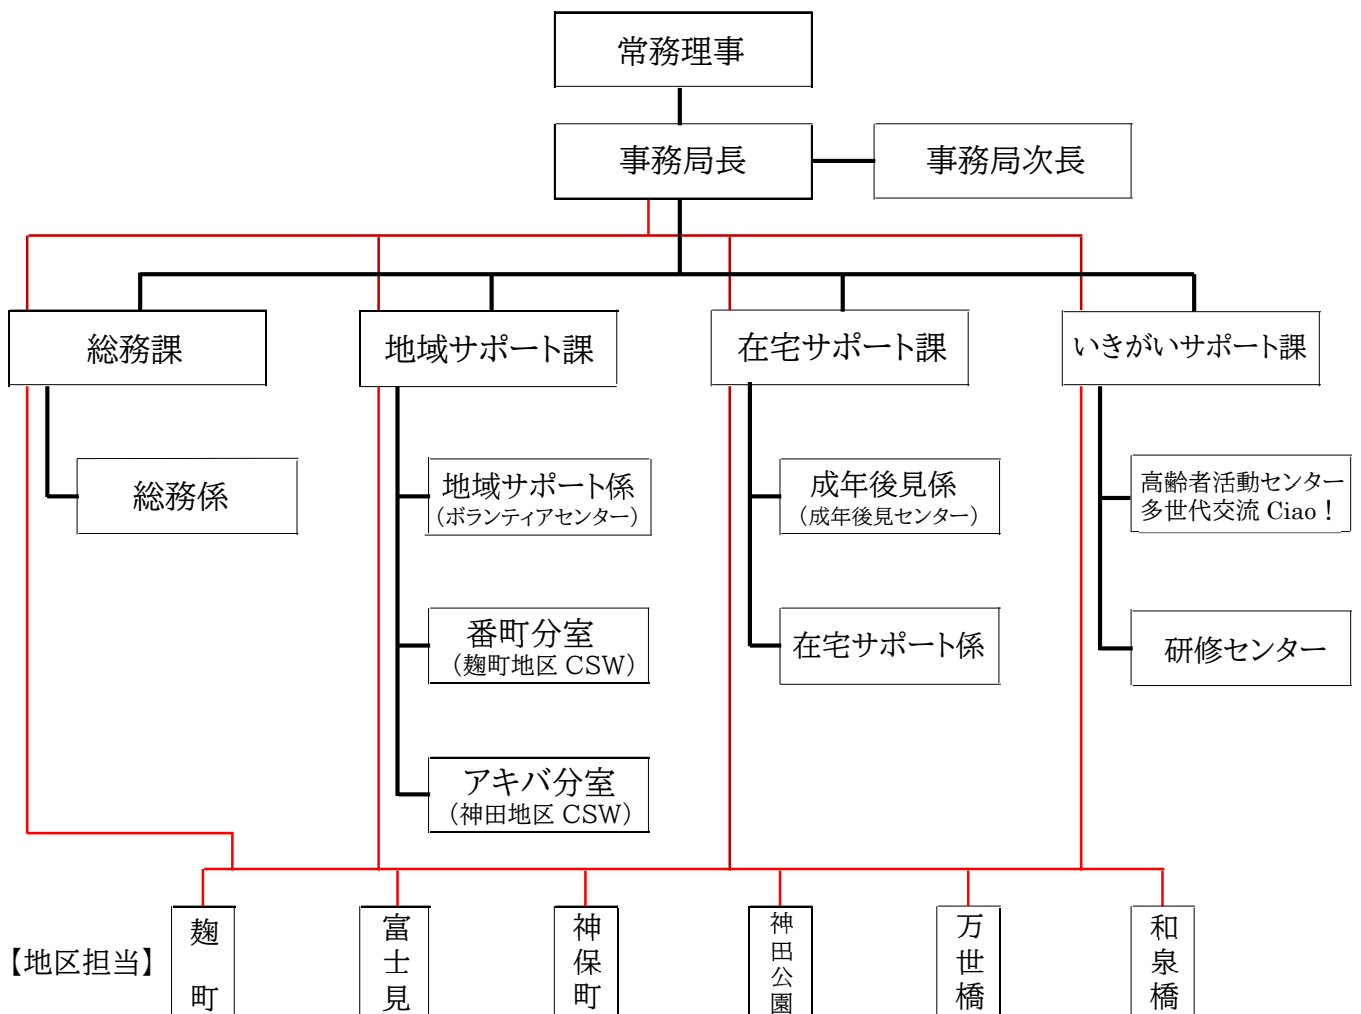 常務理事
事務局長
事務局次長
総務課
地域サポート課
在宅サポート課
いきがいサポート課
総務係
地域サポート係
（ボランティアセンター）
成年後見係
（成年後見センター）
高齢者活動センター
多世代交流 Ciao！
番町分室
（麹町地区 CSW）
在宅サポート係
研修センター
アキバ分室
（神田地区 CSW）
【地区担当】
麹町
富士見
神保町
神田公園
万世橋
和泉橋